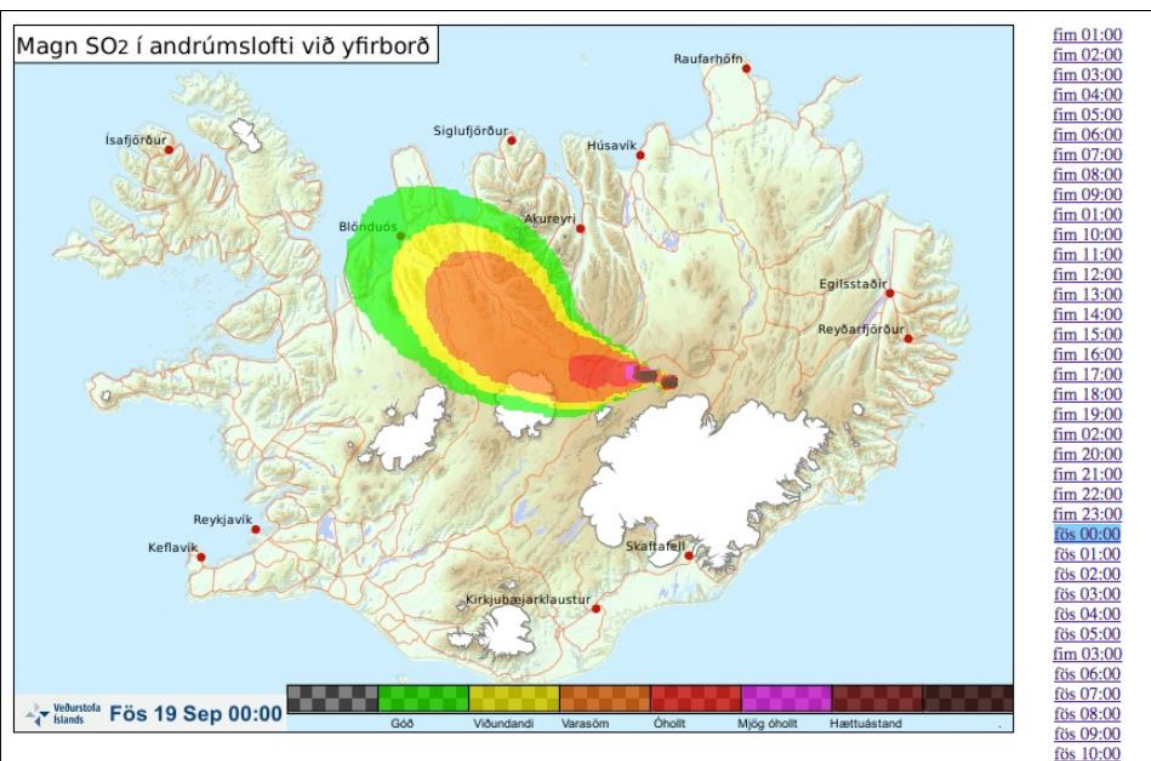 Magn SO2 í andrúmslofti við yfirborð
Raufarhöfn
Siglufjörður
Ísafjörður
Húsavík
Blönduós
Akureyri
Egilsstaðir
Reyðarfjörður
Reykjavík
Keflavík
Skaftafell
Kirkjubæjarklaustur
Veðurstofa
Íslands
Fös 19 Sep 00:00
Góð Viðundandi Varasöm Óhollt Mjög óhollt Hættuástand .
fim 01:00
fim 02:00
fim 03:00
fim 04:00
fim 05:00
fim 06:00
fim 07:00
fim 08:00
fim 09:00
fim 01:00
fim 10:00
fim 11:00
fim 12:00
fim 13:00
fim 14:00
fim 15:00
fim 16:00
fim 17:00
fim 18:00
fim 19:00
fim 02:00
fim 20:00
fim 21:00
fim 22:00
fim 23:00
fös 00:00
fös 01:00
fös 02:00
fös 03:00
fös 04:00
fös 05:00
fim 03:00
fös 06:00
fös 07:00
fös 08:00
fös 09:00
fös 10:00